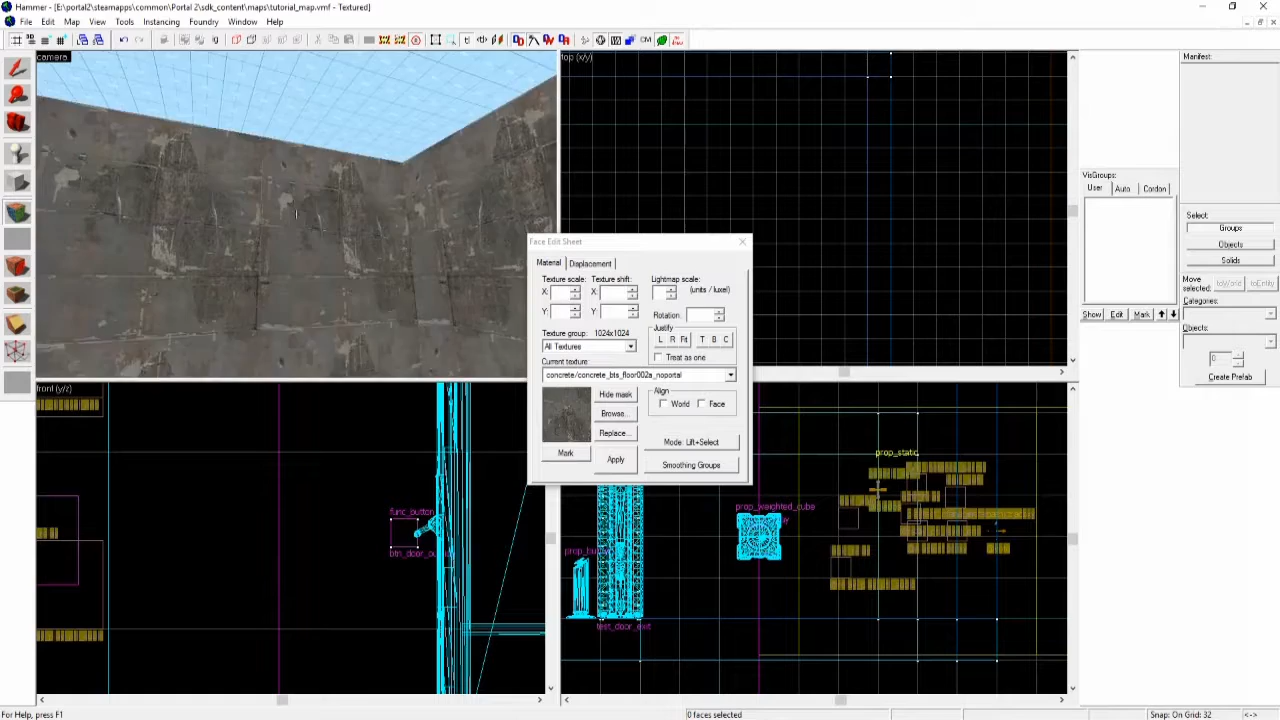 Hammer - [E:\portal2\steamapps\common\Portal 2\sdk_content\maps\tutorial_map.vmf - Textured]
File Edit Map View Tools Instancing Foundry Window Help
camera
top (x/y)
Manifest:
VisGroups:
User Auto Cordon
Select:
Groups
Objects
Solids
Move
selected:
toWorld toEntity
Categories:
Show Edit Mark
Objects:
0
Create Prefab
Face Edit Sheet
Material Displacement
Texture scale: Texture shift: Lightmap scale:
X: X: (units / luxel)
Y: Y: Rotation:
Texture group: 1024x1024
Justify
L R Fit T B C
All Textures
Treat as one
Current texture:
concrete/concrete_bts_floor002a_noportal
Hide mask
Align
World Face
Browse...
Replace...
Mode: Lift+Select
Mark
Apply
Smoothing Groups
front (y/z)
func_button
prop_static
prop_weighted_cube
test_door_exit
For Help, press F1
0 faces selected
Snap: On Grid: 32
<->